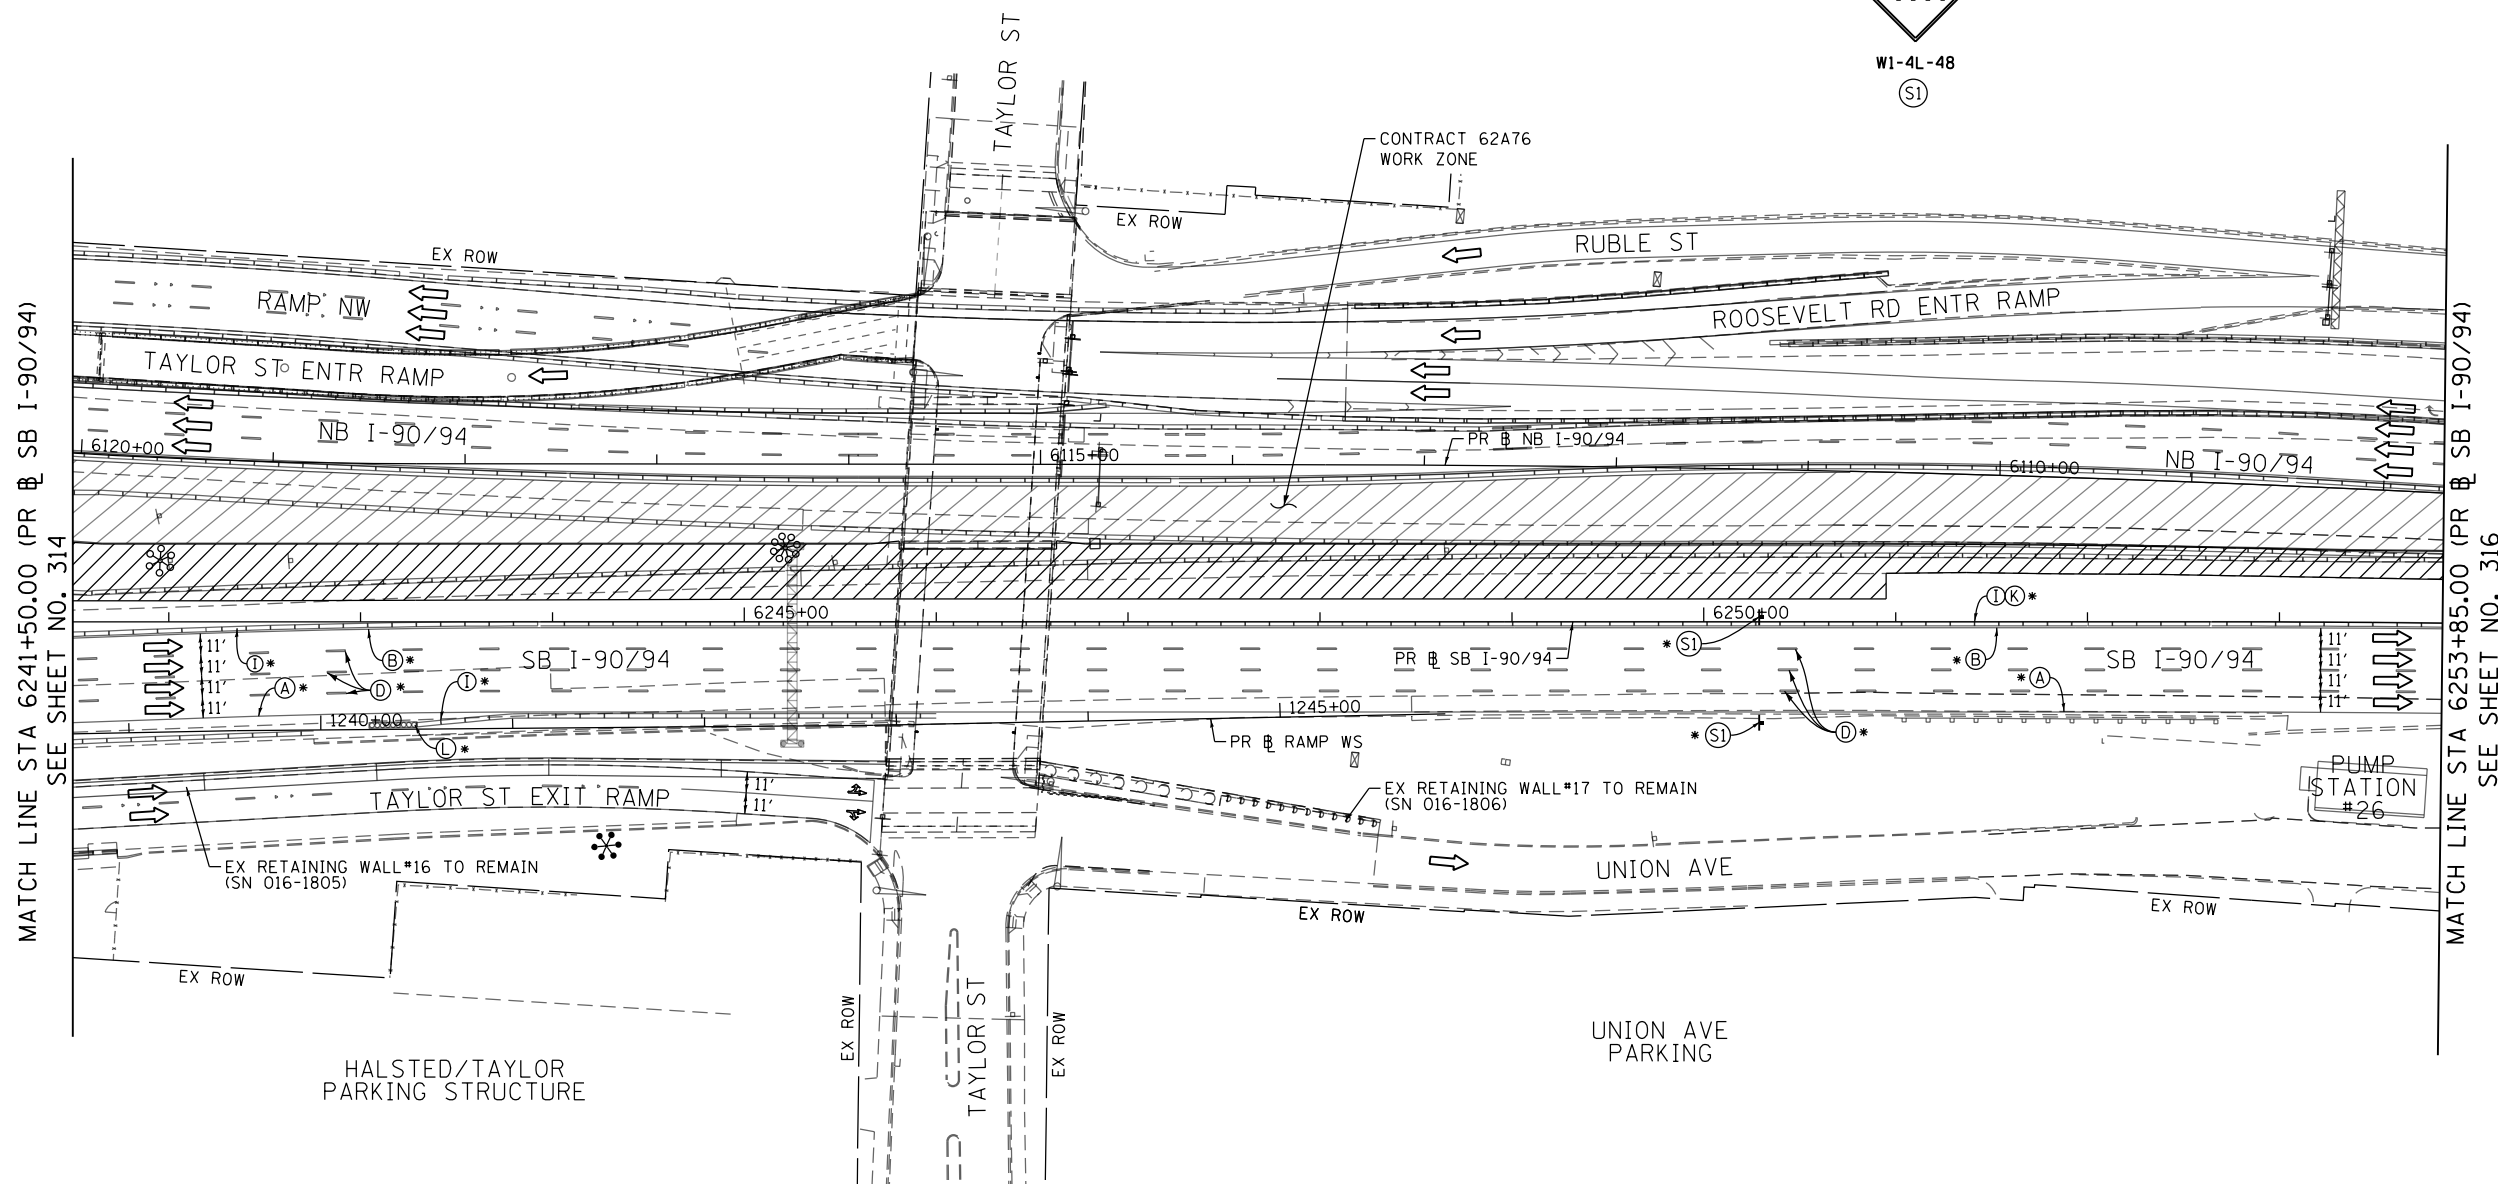 W1-4L-48
S1
TAYLOR ST
CONTRACT 62A76
WORK ZONE
EX ROW
EX ROW
RUBLE ST
RAMP NW
ROOSEVELT RD ENTR RAMP
TAYLOR ST ENTR RAMP
NB I-90/94
PR BL NB I-90/94
6120+00
6115+00
6110+00
NB I-90/94
MATCH LINE STA 6241+50.00 (PR BL SB I-90/94)
SEE SHEET NO. 314
MATCH LINE STA 6253+85.00 (PR BL SB I-90/94)
SEE SHEET NO. 316
6245+00
6250+00
I K *
11'
11'
11'
11'
I *
B *
SB I-90/94
PR BL SB I-90/94
* S1
* B
SB I-90/94
11'
11'
11'
11'
A *
D *
I *
* A
1240+00
1245+00
L *
PR BL RAMP WS
* S1
D *
TAYLOR ST EXIT RAMP
11'
11'
EX RETAINING WALL#17 TO REMAIN
(SN 016-1806)
PUMP
STATION
#26
EX RETAINING WALL#16 TO REMAIN
(SN 016-1805)
UNION AVE
EX ROW
EX ROW
EX ROW
EX ROW
EX ROW
TAYLOR ST
UNION AVE
PARKING
HALSTED/TAYLOR
PARKING STRUCTURE